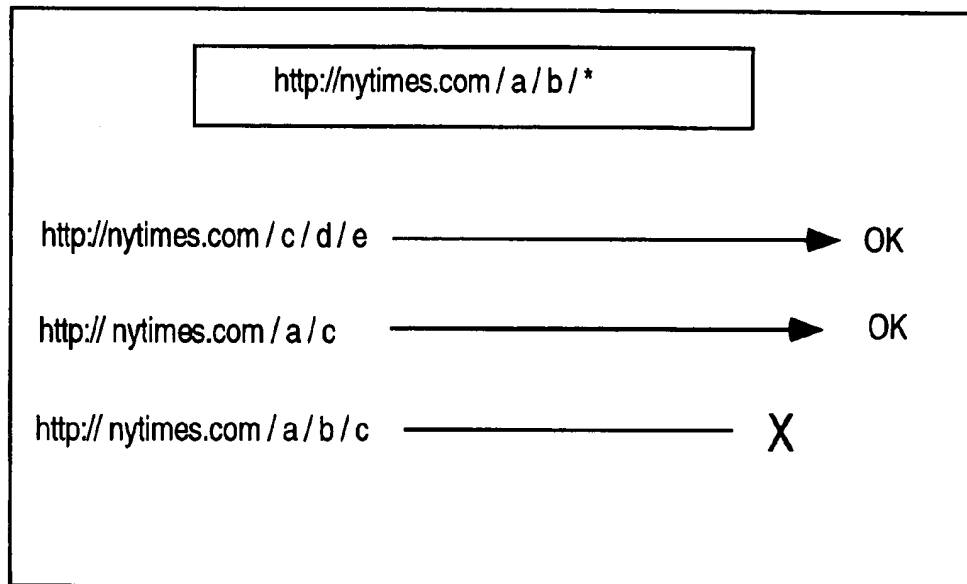 http://nytimes.com / a / b / *
http://nytimes.com / c / d / e OK
http:// nytimes.com / a / c OK
http:// nytimes.com / a / b / c X